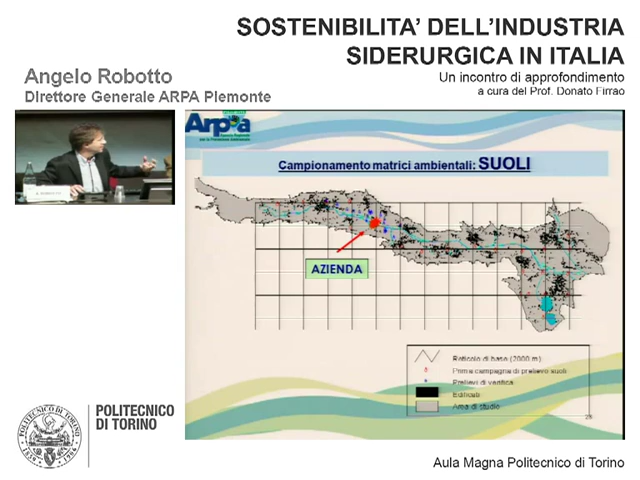 SOSTENIBILITA' DELL'INDUSTRIA
SIDERURGICA IN ITALIA
Un incontro di approfondimento
a cura del Prof. Donato Firrao
Angelo Robotto
Direttore Generale ARPA Piemonte
Arpa
Campionamento matrici ambientali: SUOLI
AZIENDA
Reticolo di base (2000 m)
Prima campagna di prelievo suoli
Prelievi di verifica
Edificati
Area di studio
POLITECNICO
DI TORINO
Aula Magna Politecnico di Torino